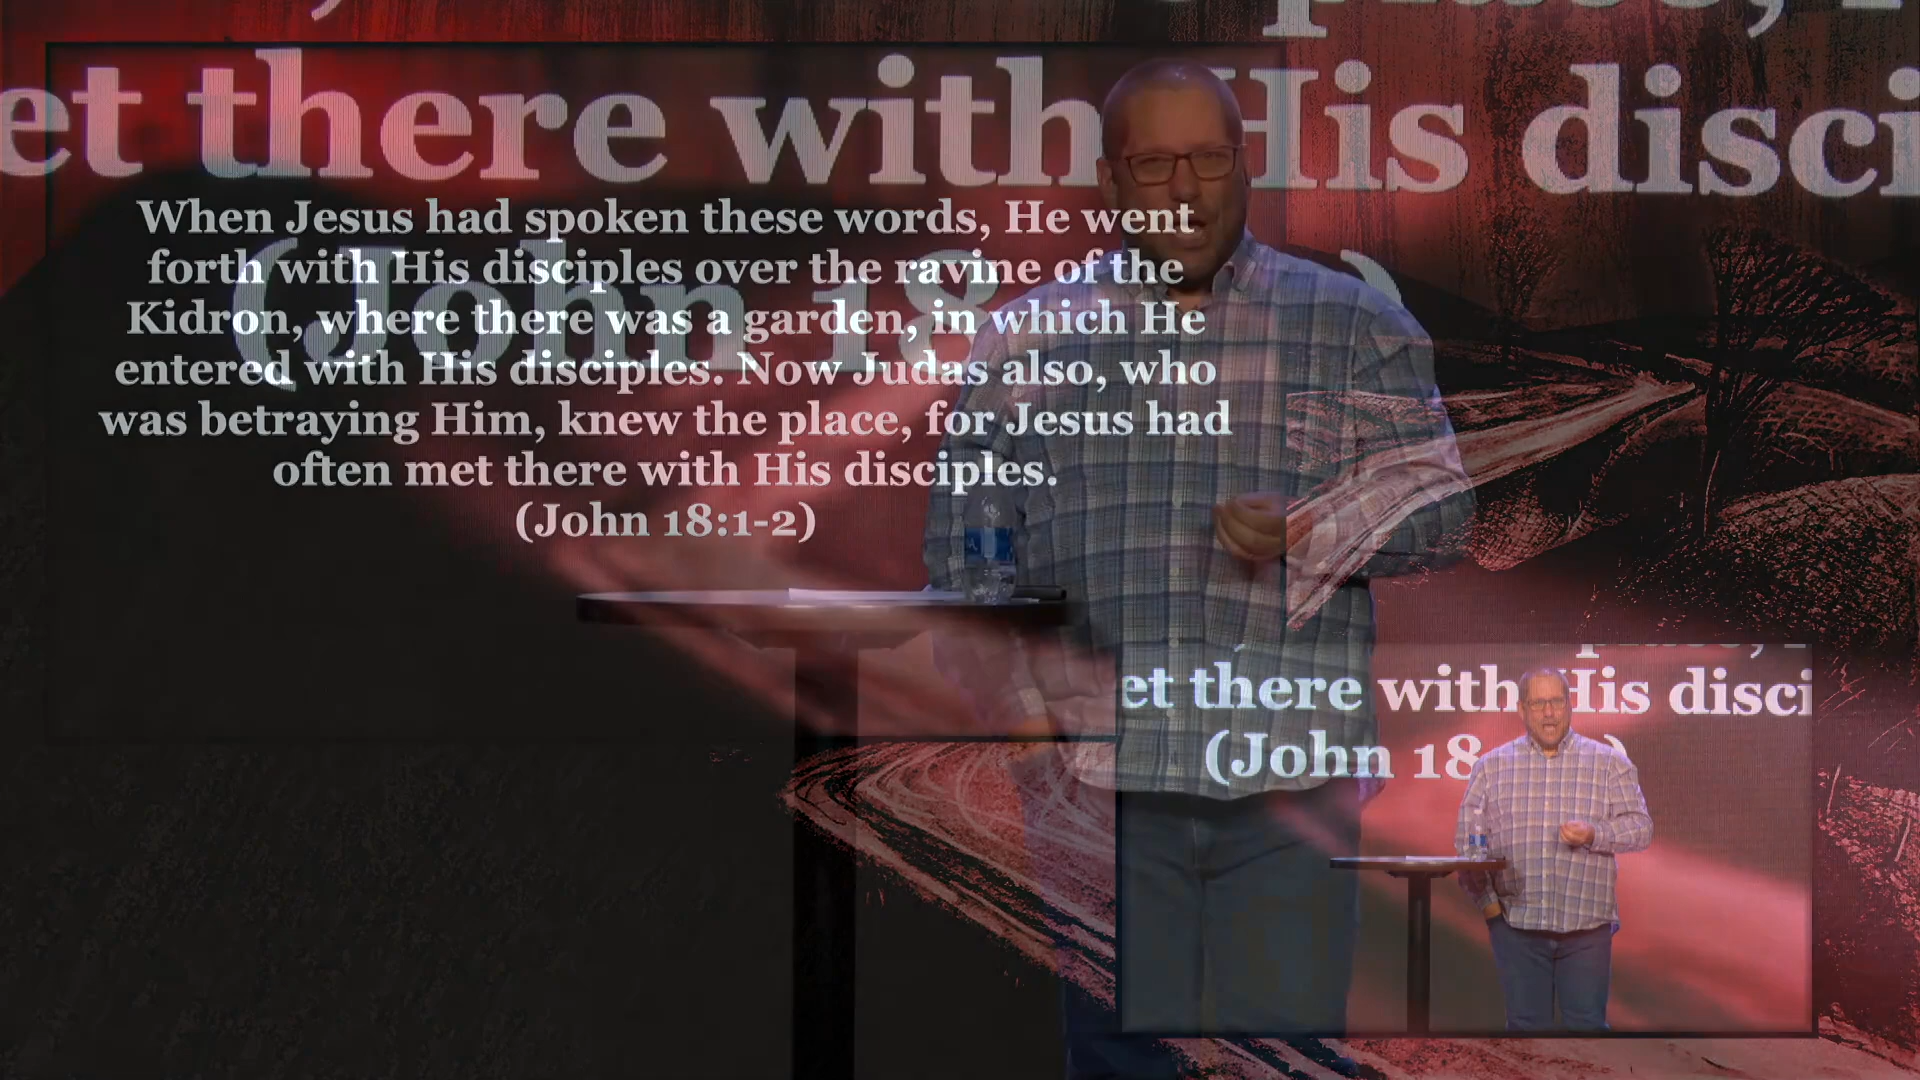 et there with His disci
(John 18
When Jesus had spoken these words, He went
forth with His disciples over the ravine of the
Kidron, where there was a garden, in which He
entered with His disciples. Now Judas also, who
was betraying Him, knew the place, for Jesus had
often met there with His disciples.
(John 18:1-2)
et there with His disci
(John 18 )